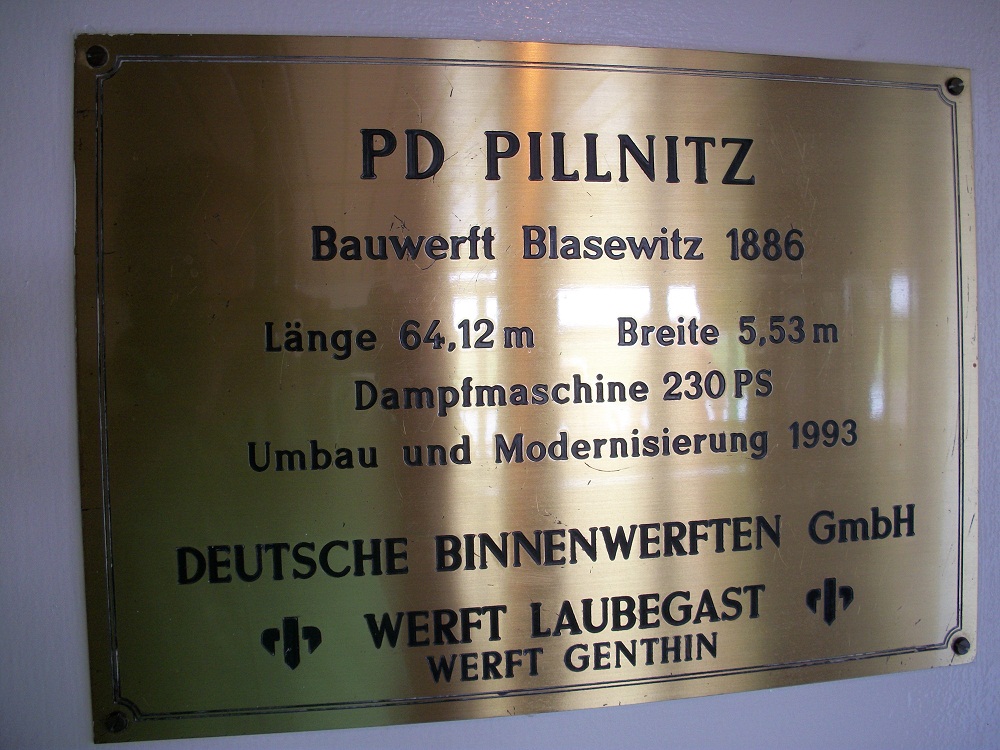 PD PILLNITZ
Bauwerft Blasewitz 1886
Länge 64,12 m Breite 5,53 m
Dampfmaschine 230 PS
Umbau und Modernisierung 1993
DEUTSCHE BINNENWERFTEN GmbH
WERFT LAUBEGAST
WERFT GENTHIN